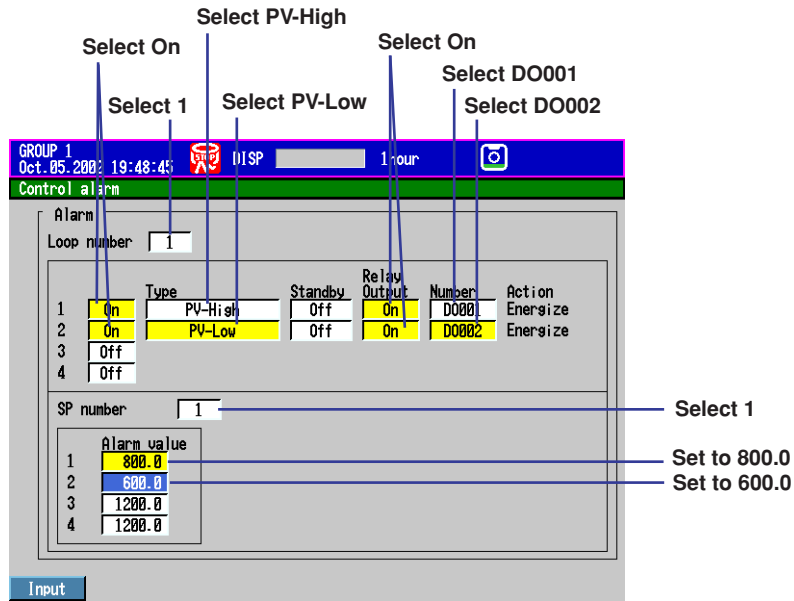 Select PV-High
Select On
Select On
Select DO001
Select 1
Select PV-Low
Select DO002
GROUP 1
Oct.05.2002 19:48:45
STOP
DISP
1hour
Control alarm
Alarm
Loop number 1
Type Standby Relay Output Number Action
1 On PV-High Off On DO001 Energize
2 On PV-Low Off On DO002 Energize
3 Off
4 Off
SP number 1
Select 1
Alarm value
1 800.0
Set to 800.0
2 600.0
Set to 600.0
3 1200.0
4 1200.0
Input